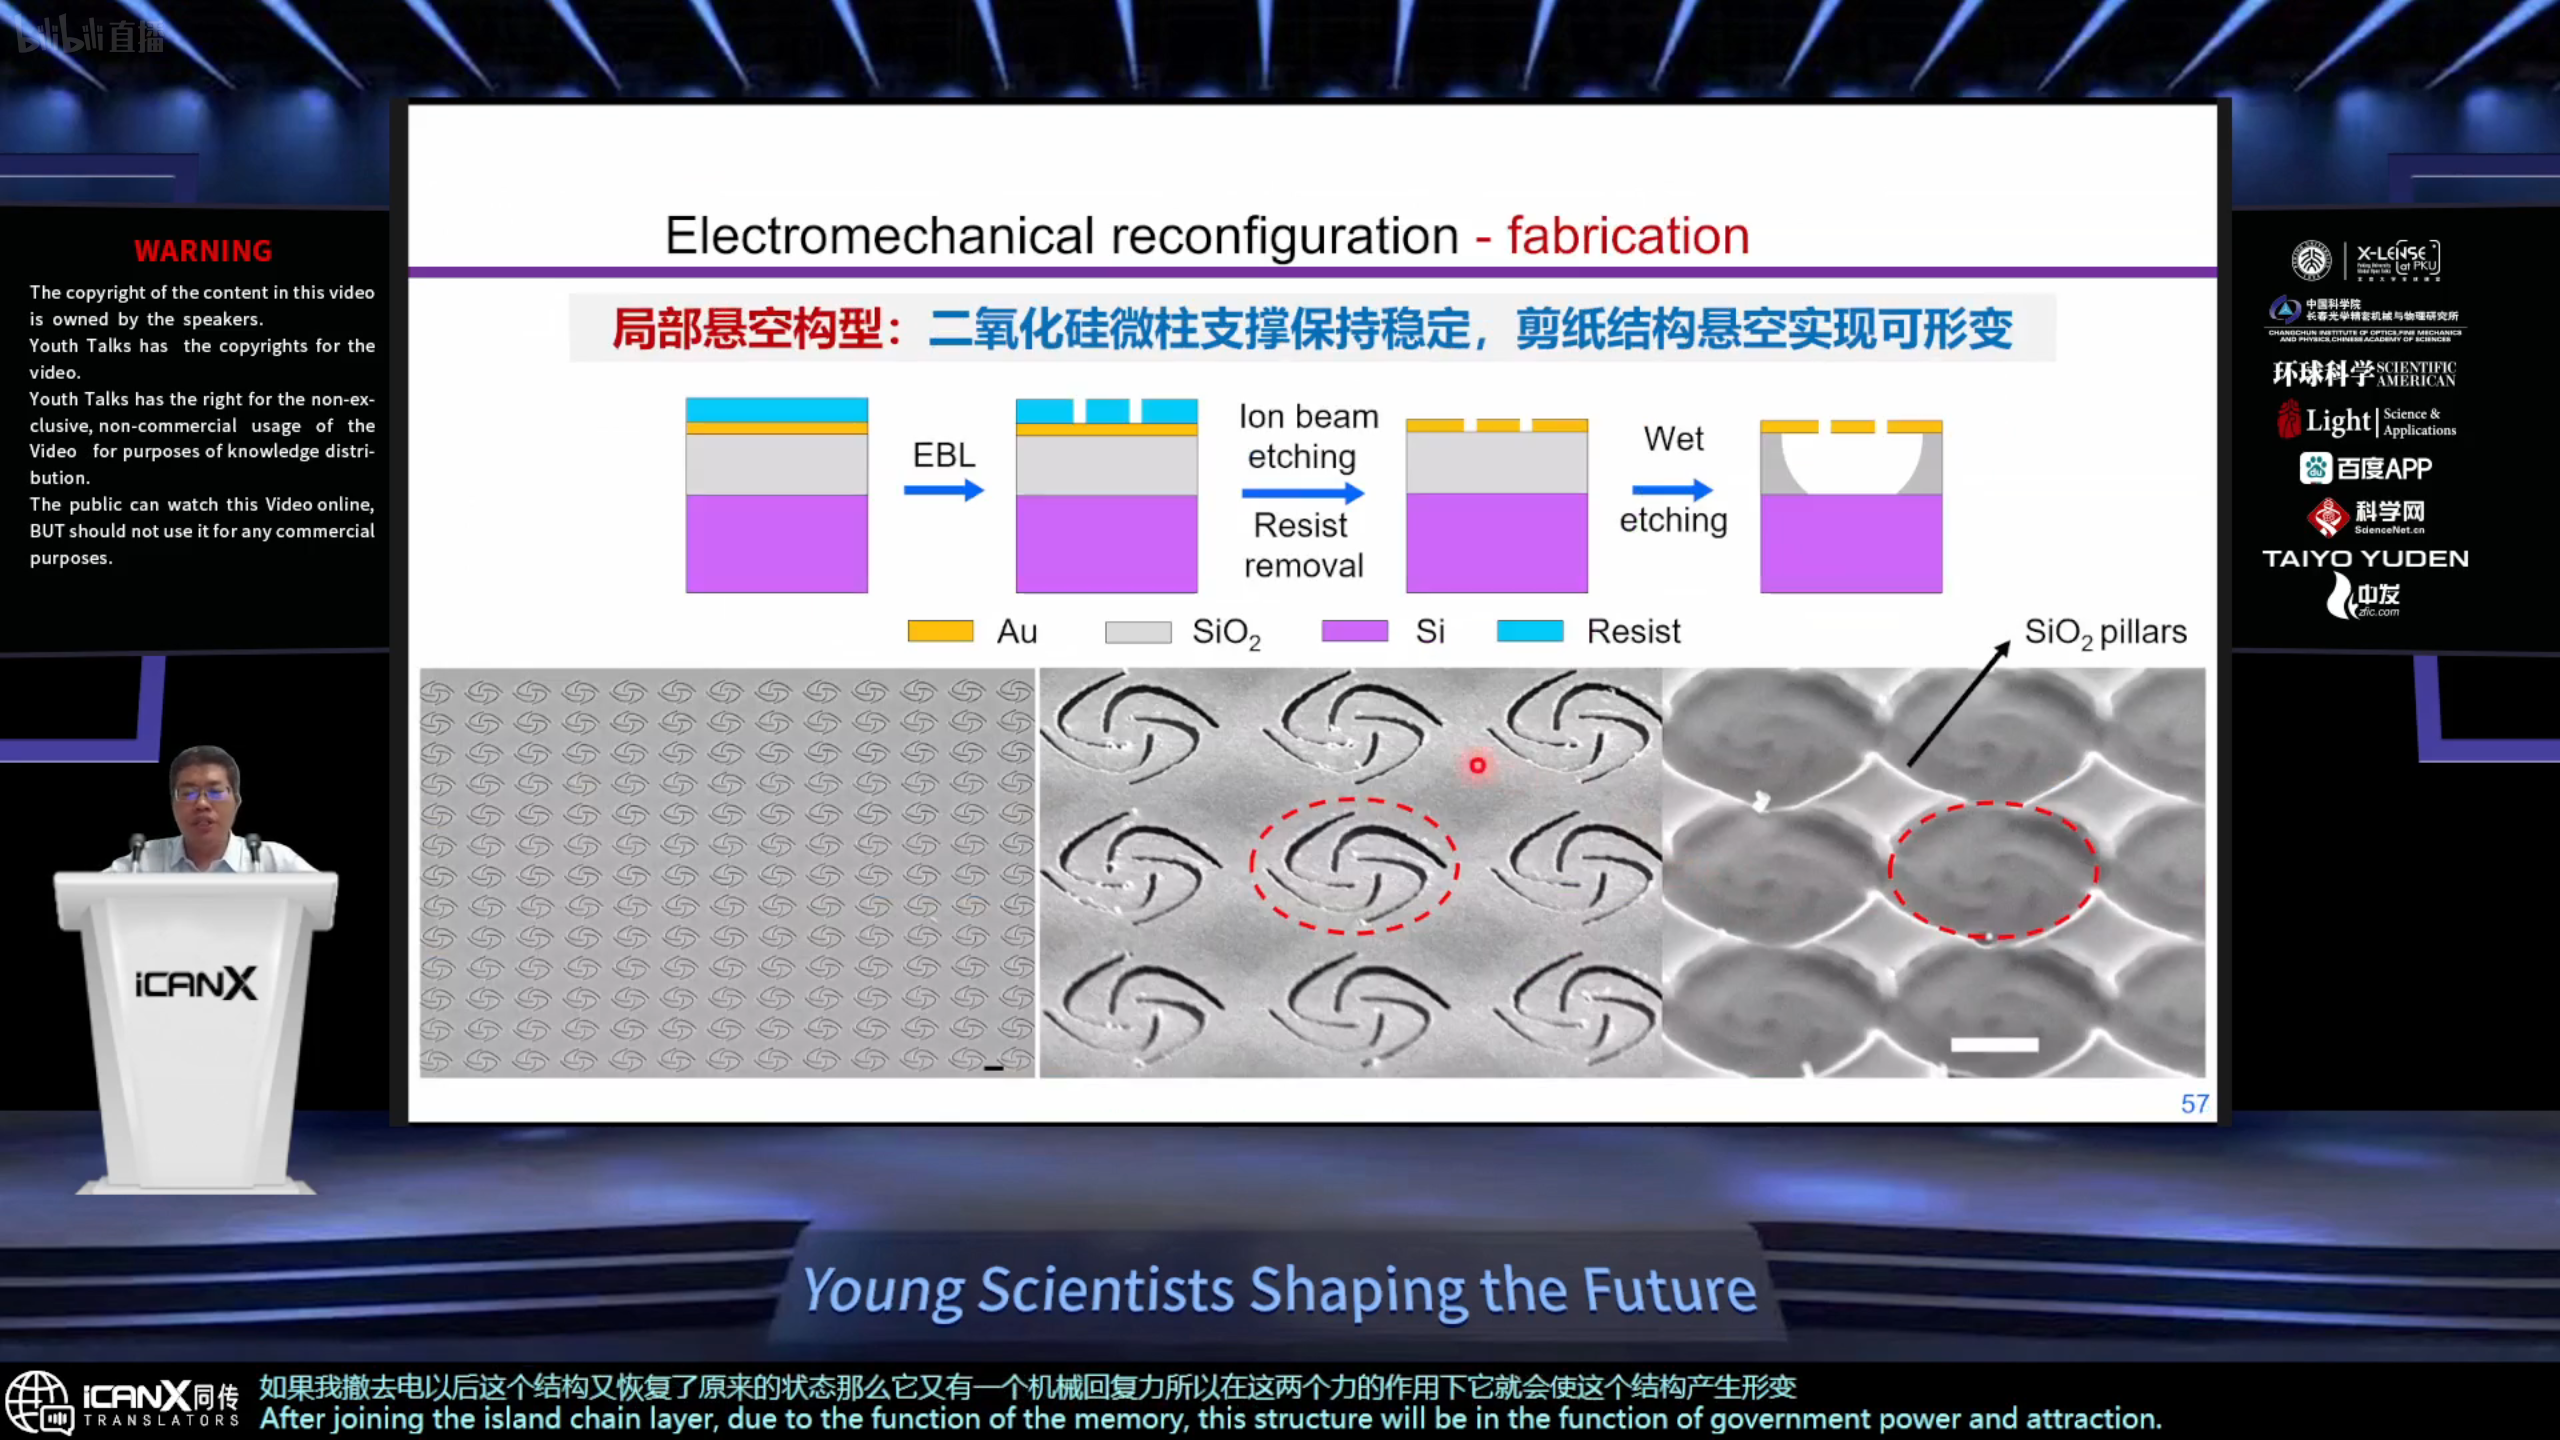 bilibili直播
WARNING
The copyright of the content in this video
is owned by the speakers.
Youth Talks has the copyrights for the
video.
Youth Talks has the right for the non-ex-
clusive, non-commercial usage of the
Video for purposes of knowledge distri-
bution.
The public can watch this Video online,
BUT should not use it for any commercial
purposes.
Electromechanical reconfiguration - fabrication
局部悬空构型：二氧化硅微柱支撑保持稳定，剪纸结构悬空实现可形变
EBL
Ion beam
etching
Resist
removal
Wet
etching
Au
SiO2
Si
Resist
SiO2 pillars
57
X-LENSE
at PKU
中国科学院
长春光学精密机械与物理研究所
CHANGCHUN INSTITUTE OF OPTICS,FINE MECHANICS
AND PHYSICS,CHINESE ACADEMY OF SCIENCES
环球科学 SCIENTIFIC
AMERICAN
Light Science &
Applications
du 百度APP
科学网
ScienceNet.cn
TAIYO YUDEN
中发
zfic.com
iCANX
Young Scientists Shaping the Future
iCANX同传
TRANSLATORS
如果我撤去电以后这个结构又恢复了原来的状态那么它又有一个机械回复力所以在这两个力的作用下它就会使这个结构产生形变
After joining the island chain layer, due to the function of the memory, this structure will be in the function of government power and attraction.